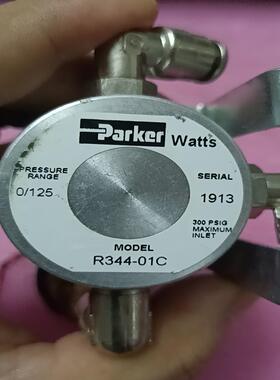 Parker Watts
PRESSURE
RANGE
0/125
SERIAL
1913
300 PSIG
MAXIMUM
INLET
MODEL
R344-01C